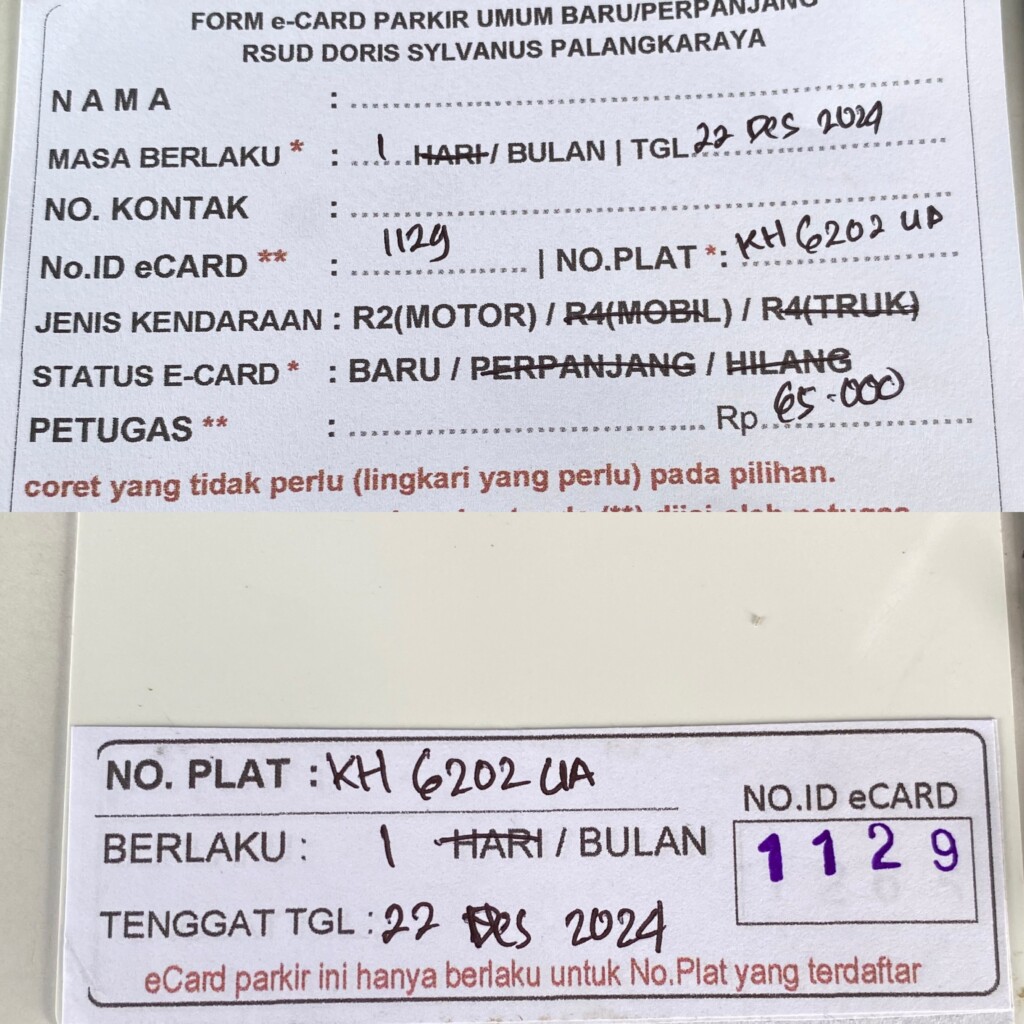 FORM e-CARD PARKIR UMUM BARU/PERPANJANG
RSUD DORIS SYLVANUS PALANGKARAYA
NAMA :
MASA BERLAKU * : 1 HARI / BULAN | TGL 22 Des 2024
NO. KONTAK :
No.ID eCARD ** : 1129 | NO.PLAT *: KH 6202 UA
JENIS KENDARAAN : R2(MOTOR) / R4(MOBIL) / R4(TRUK)
STATUS E-CARD * : BARU / PERPANJANG / HILANG
PETUGAS ** : Rp. 65.000
coret yang tidak perlu (lingkari yang perlu) pada pilihan.
(**) diisi oleh petugas
NO. PLAT : KH 6202 UA
NO.ID eCARD
BERLAKU : 1 HARI / BULAN
1129
TENGGAT TGL : 22 Des 2024
eCard parkir ini hanya berlaku untuk No.Plat yang terdaftar